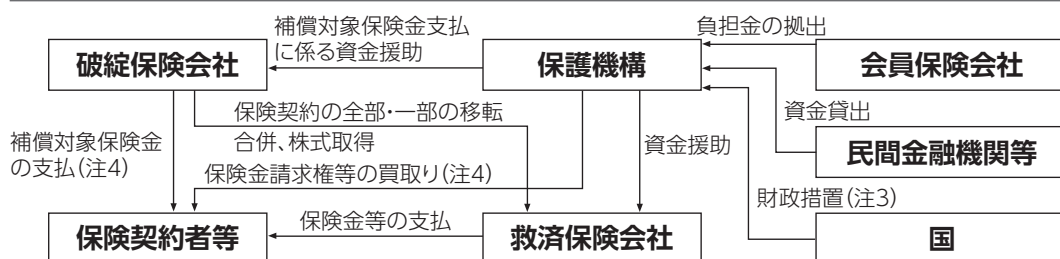 補償対象保険金支払
に係る資金援助
負担金の拠出
破綻保険会社
保護機構
会員保険会社
保険契約の全部・一部の移転
合併、株式取得
補償対象保険金
の支払(注4)
資金援助
資金貸出
民間金融機関等
保険金請求権等の買取り(注4)
財政措置(注3)
保険契約者等
保険金等の支払
救済保険会社
国